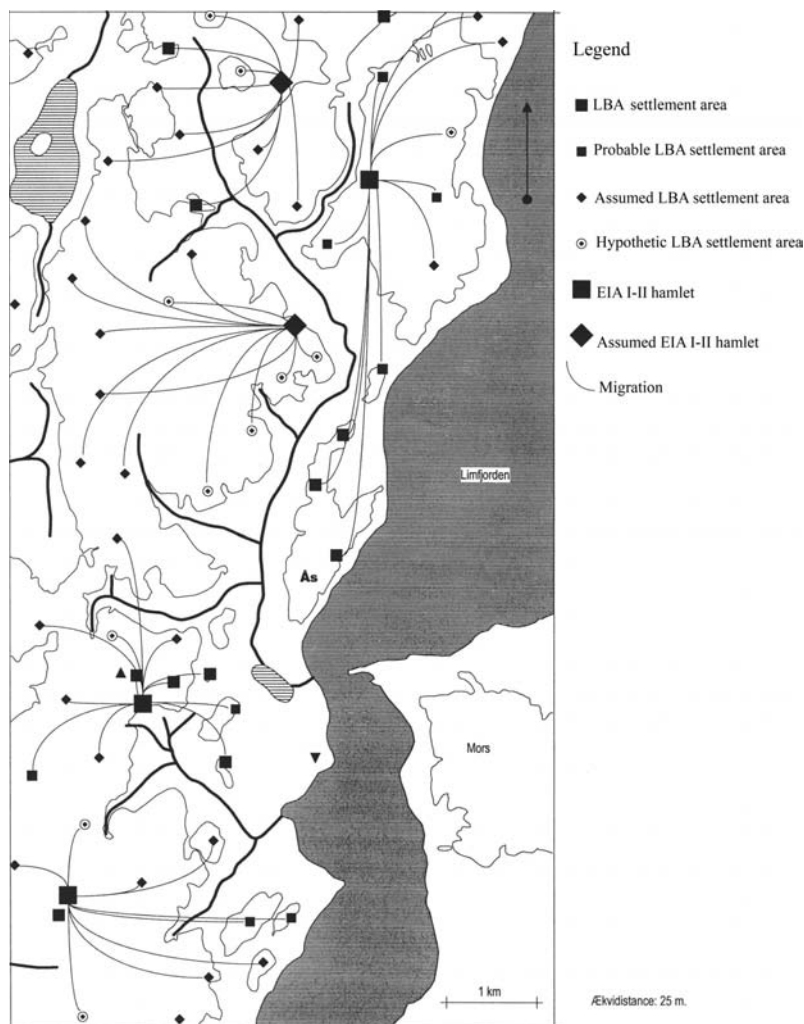 Legend
LBA settlement area
Probable LBA settlement area
Assumed LBA settlement area
Hypothetic LBA settlement area
EIA I-II hamlet
Assumed EIA I-II hamlet
Migration
Limfjorden
Ås
Mors
1 km
Ækvidistance: 25 m.